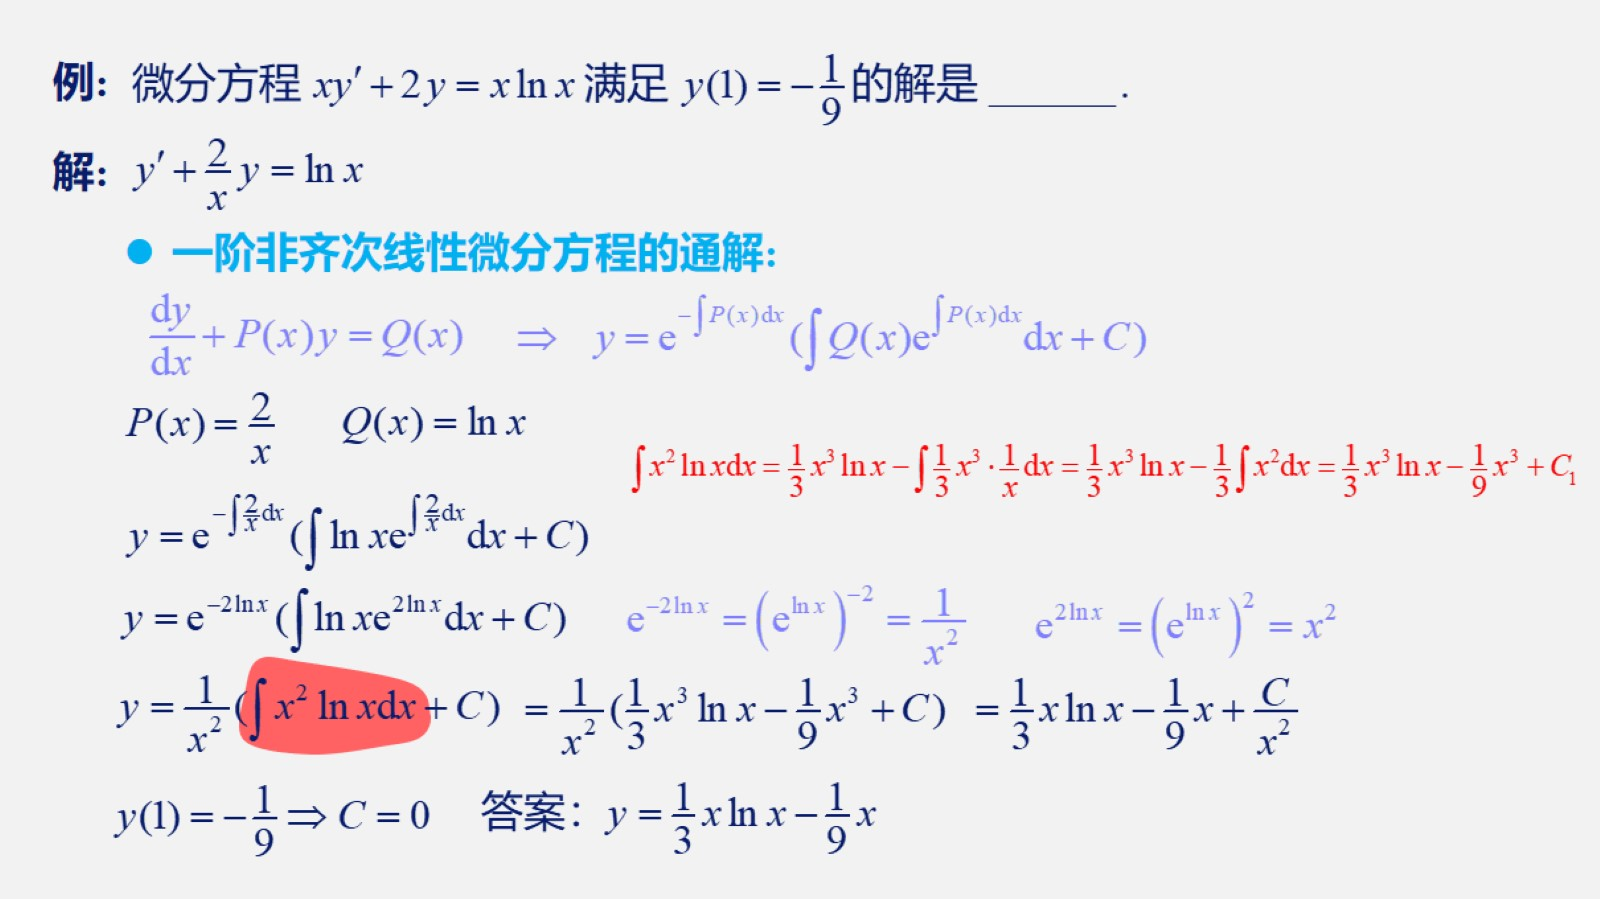 例：微分方程 xy′ + 2y = x ln x 满足 y(1) = −1/9 的解是 ______ .
解：y′ + 2/x y = ln x
● 一阶非齐次线性微分方程的通解：
dy/dx + P(x)y = Q(x) ⇒ y = e^{−∫P(x)dx}(∫Q(x)e^{∫P(x)dx}dx + C)
P(x) = 2/x Q(x) = ln x
∫x² ln xdx = 1/3 x³ ln x − ∫1/3 x³ · 1/x dx = 1/3 x³ ln x − 1/3 ∫x²dx = 1/3 x³ ln x − 1/9 x³ + C₁
y = e^{−∫2/x dx}(∫ln xe^{∫2/x dx}dx + C)
y = e^{−2ln x}(∫ln xe^{2ln x}dx + C) e^{−2ln x} = (e^{ln x})^{−2} = 1/x² e^{2ln x} = (e^{ln x})² = x²
y = 1/x² (∫x² ln xdx + C) = 1/x² (1/3 x³ ln x − 1/9 x³ + C) = 1/3 x ln x − 1/9 x + C/x²
y(1) = −1/9 ⇒ C = 0 答案：y = 1/3 x ln x − 1/9 x